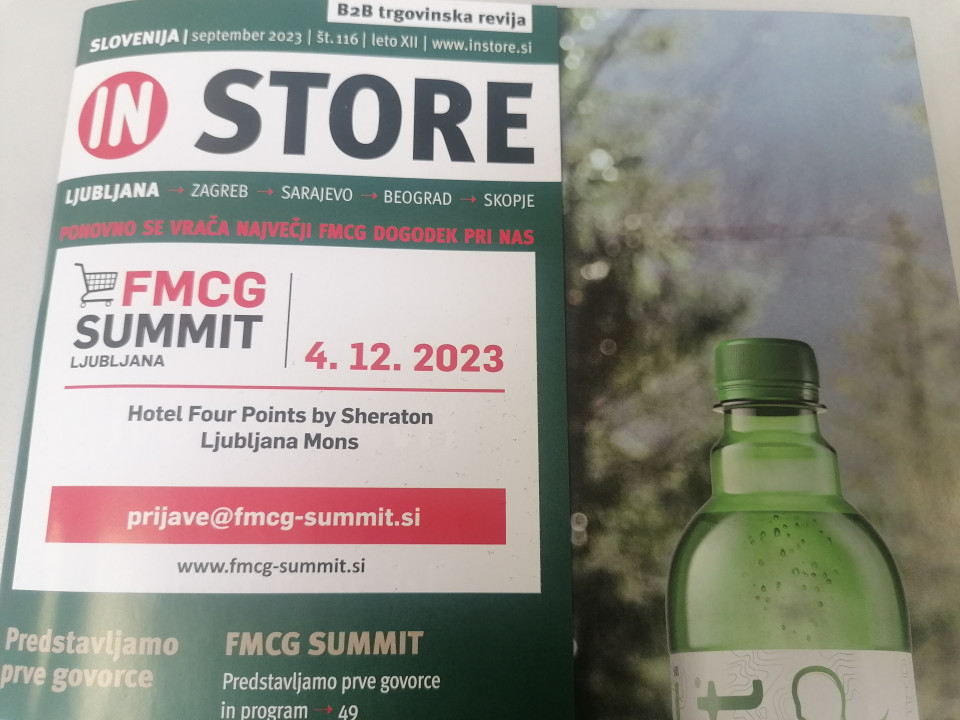 B2B trgovinska revija
SLOVENIJA | september 2023 | št. 116 | leto XII | www.instore.si
IN STORE
LJUBLJANA → ZAGREB → SARAJEVO → BEOGRAD → SKOPJE
PONOVNO SE VRAČA NAJVEČJI FMCG DOGODEK PRI NAS
FMCG
SUMMIT
LJUBLJANA
4. 12. 2023
Hotel Four Points by Sheraton
Ljubljana Mons
prijave@fmcg-summit.si
www.fmcg-summit.si
Predstavljamo
prve govorce
FMCG SUMMIT
Predstavljamo prve govorce
in program → 49